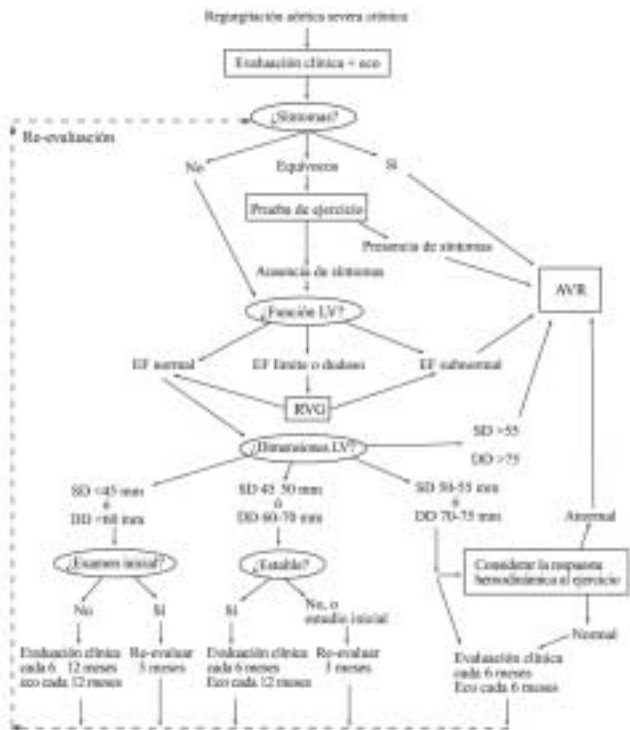 Regurgitación aórtica severa crónica
Evaluación clínica + eco
¿Síntomas?
Re-evaluación
No
Equívocos
Sí
Prueba de ejercicio
Presencia de síntomas
Ausencia de síntomas
AVR
¿Función LV?
EF normal
EF límite o dudoso
EF subnormal
RVG
¿Dimensiones LV?
SD >55
DD >75
SD <45 mm
ó
DD <60 mm
SD 45 50 mm
ó
DD 60-70 mm
SD 50-55 mm
ó
DD 70-75 mm
Anormal
¿Examen inicial?
¿Estable?
Considerar la respuesta
hemodinámica al ejercicio
No
Sí
Sí
No, o
estudio inicial
Normal
Evaluación clínica
cada 6 12 meses
Eco cada 12 meses
Re-evaluar
3 meses
Evaluación clínica
cada 6 meses
Eco cada 12 meses
Re-evaluar
3 meses
Evaluación clínica
cada 6 meses
Eco cada 6 meses